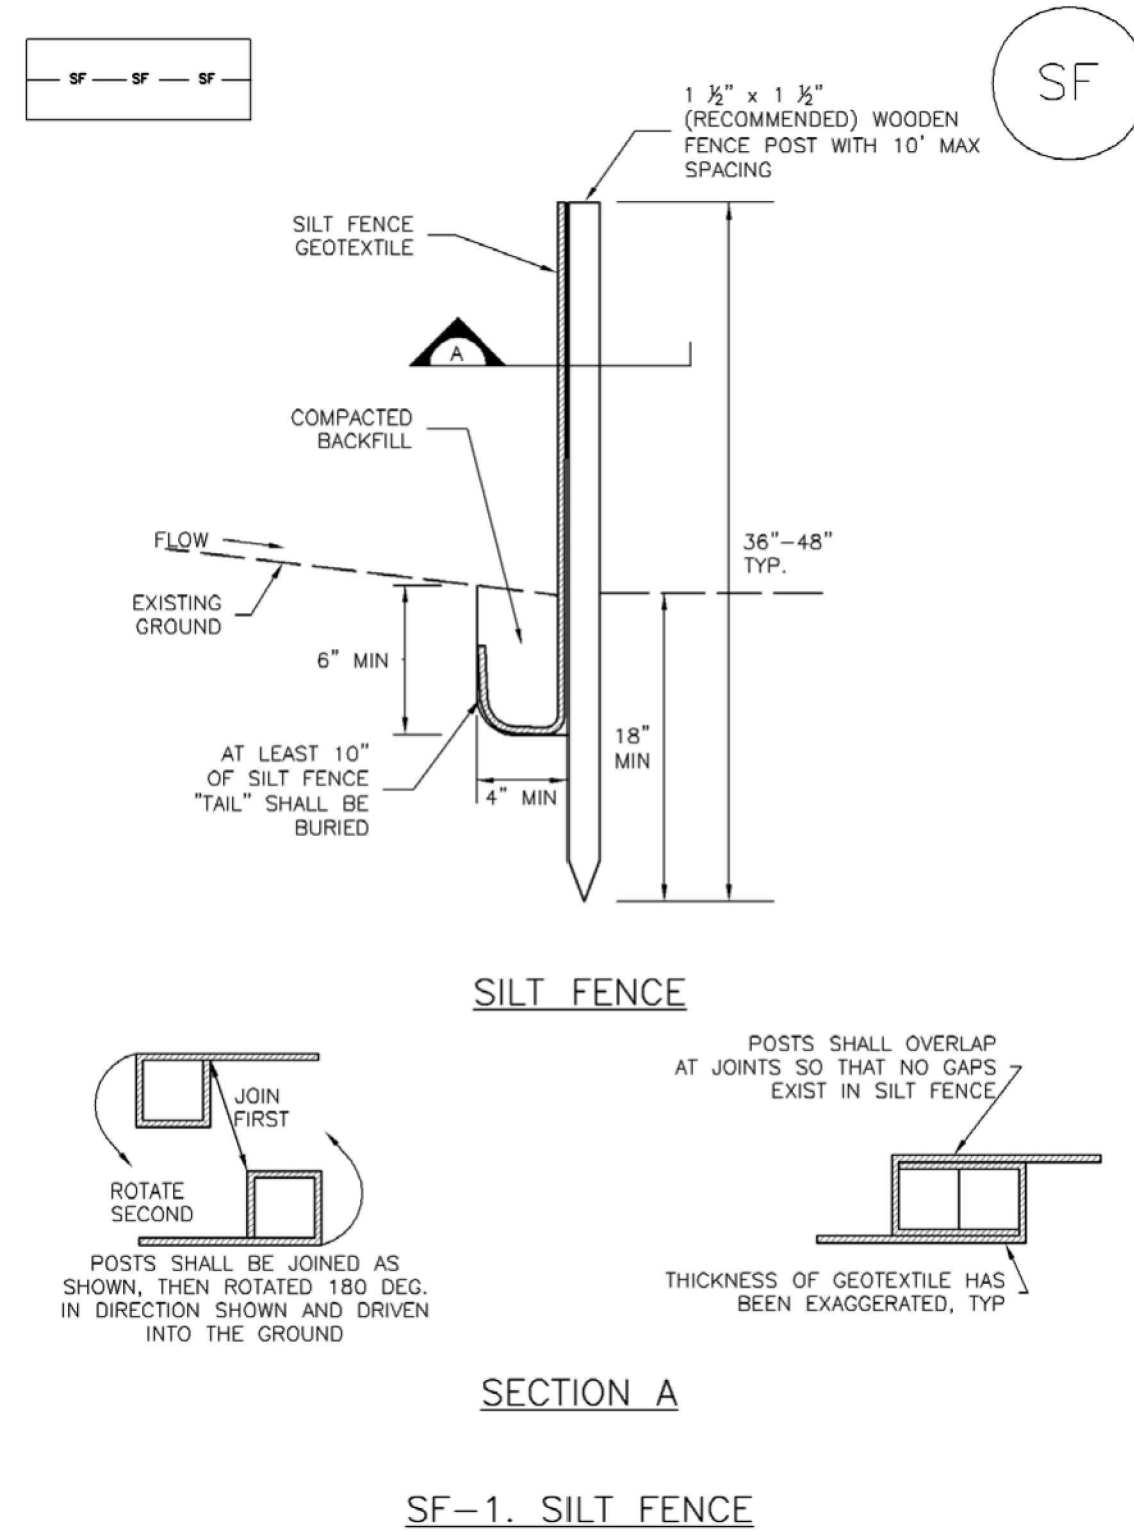 SF SF SF
SF
1 ½" x 1 ½"
(RECOMMENDED) WOODEN
FENCE POST WITH 10' MAX
SPACING
SILT FENCE
GEOTEXTILE
A
COMPACTED
BACKFILL
FLOW
36"-48"
TYP.
EXISTING
GROUND
6" MIN
18"
MIN
AT LEAST 10"
OF SILT FENCE
"TAIL" SHALL BE
BURIED
4" MIN
SILT FENCE
JOIN
FIRST
ROTATE
SECOND
POSTS SHALL BE JOINED AS
SHOWN, THEN ROTATED 180 DEG.
IN DIRECTION SHOWN AND DRIVEN
INTO THE GROUND
POSTS SHALL OVERLAP
AT JOINTS SO THAT NO GAPS
EXIST IN SILT FENCE
THICKNESS OF GEOTEXTILE HAS
BEEN EXAGGERATED, TYP
SECTION A
SF-1. SILT FENCE